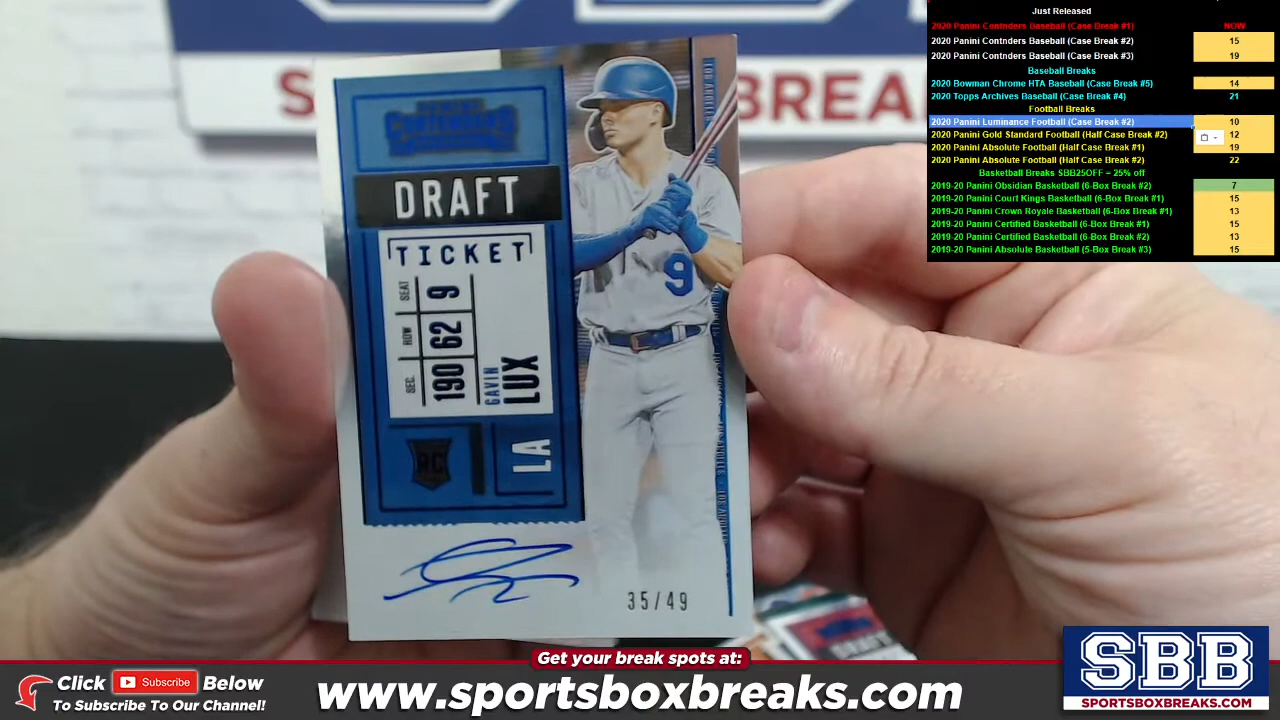 Just Released
2020 Panini Contnders Baseball (Case Break #1) NOW
2020 Panini Contnders Baseball (Case Break #2) 15
2020 Panini Contnders Baseball (Case Break #3) 19
Baseball Breaks
2020 Bowman Chrome HTA Baseball (Case Break #5) 14
2020 Topps Archives Baseball (Case Break #4) 21
Football Breaks
2020 Panini Luminance Football (Case Break #2) 10
2020 Panini Gold Standard Football (Half Case Break #2) 12
2020 Panini Absolute Football (Half Case Break #1) 19
2020 Panini Absolute Football (Half Case Break #2) 22
Basketball Breaks SBB25OFF = 25% off
2019-20 Panini Obsidian Basketball (6-Box Break #2) 7
2019-20 Panini Court Kings Basketball (6-Box Break #1) 15
2019-20 Panini Crown Royale Basketball (6-Box Break #1) 13
2019-20 Panini Certified Basketball (6-Box Break #1) 15
2019-20 Panini Certified Basketball (6-Box Break #2) 13
2019-20 Panini Absolute Basketball (5-Box Break #3) 15
CONTENDERS
DRAFT
TICKET
SEC. ROW SEAT
190 62 9
GAVIN
LUX
RC
LA
9
35/49
Get your break spots at:
Click Subscribe Below
To Subscribe To Our Channel!
www.sportsboxbreaks.com
SBB
SPORTSBOXBREAKS.COM